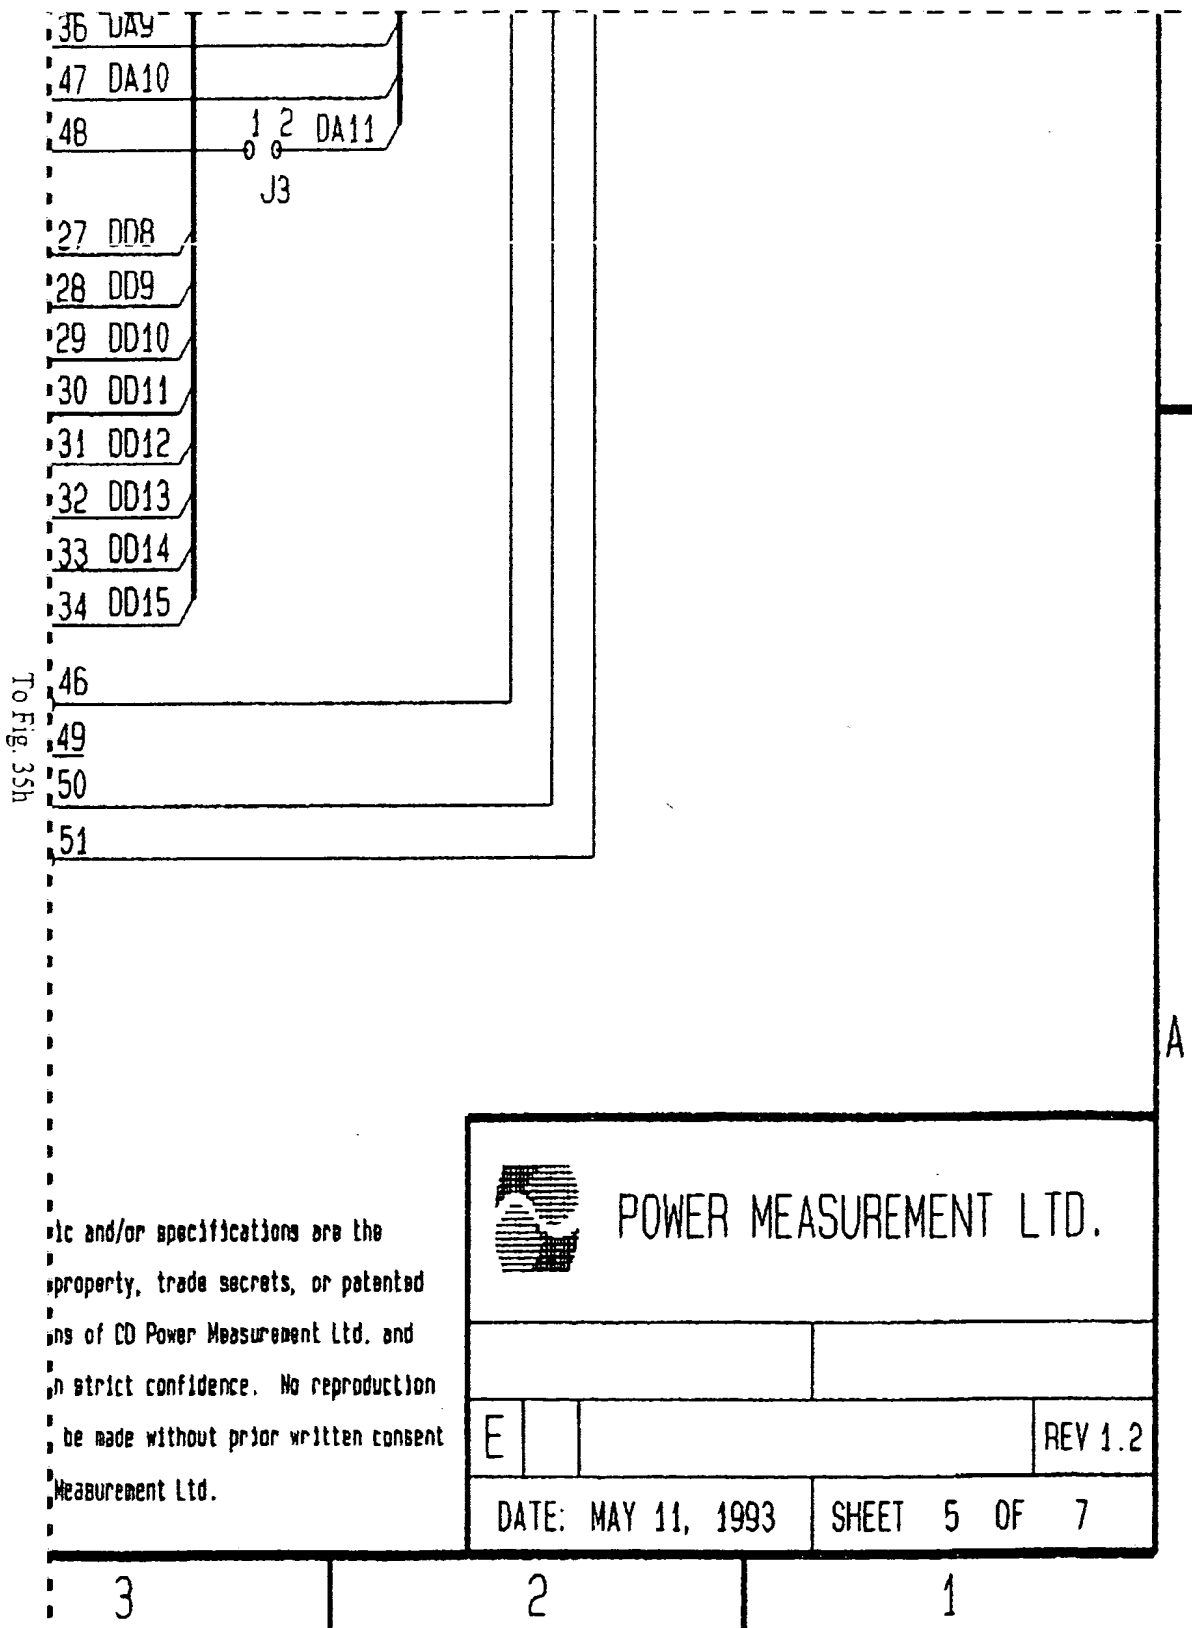 36 DA9
47 DA10
48
1 2 DA11
J3
27 DD8
28 DD9
29 DD10
30 DD11
31 DD12
32 DD13
33 DD14
34 DD15
46
49
50
51
To Fig. 35h
A
POWER MEASUREMENT LTD.
ic and/or specifications are the
property, trade secrets, or patented
ns of CD Power Measurement Ltd. and
n strict confidence. No reproduction
be made without prior written consent
Measurement Ltd.
E
REV 1.2
DATE: MAY 11, 1993
SHEET 5 OF 7
3 2 1